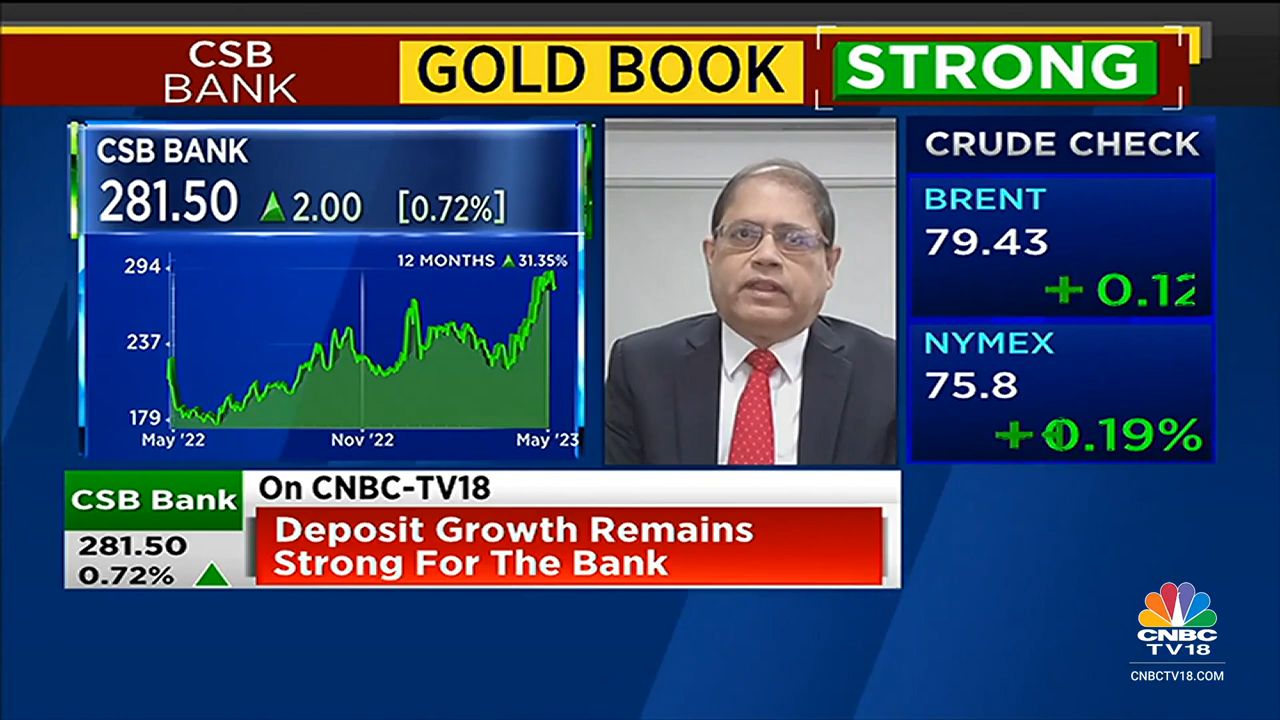 CSB
BANK
GOLD BOOK
STRONG
CSB BANK
281.50 ▲ 2.00 [0.72%]
12 MONTHS ▲ 31.35%
294
237
179
May '22 Nov '22 May '23
CRUDE CHECK
BRENT
79.43
+ 0.12
NYMEX
75.8
+0.19%
CSB Bank
281.50
0.72% ▲
On CNBC-TV18
Deposit Growth Remains
Strong For The Bank
CNBC
TV18
CNBCTV18.COM